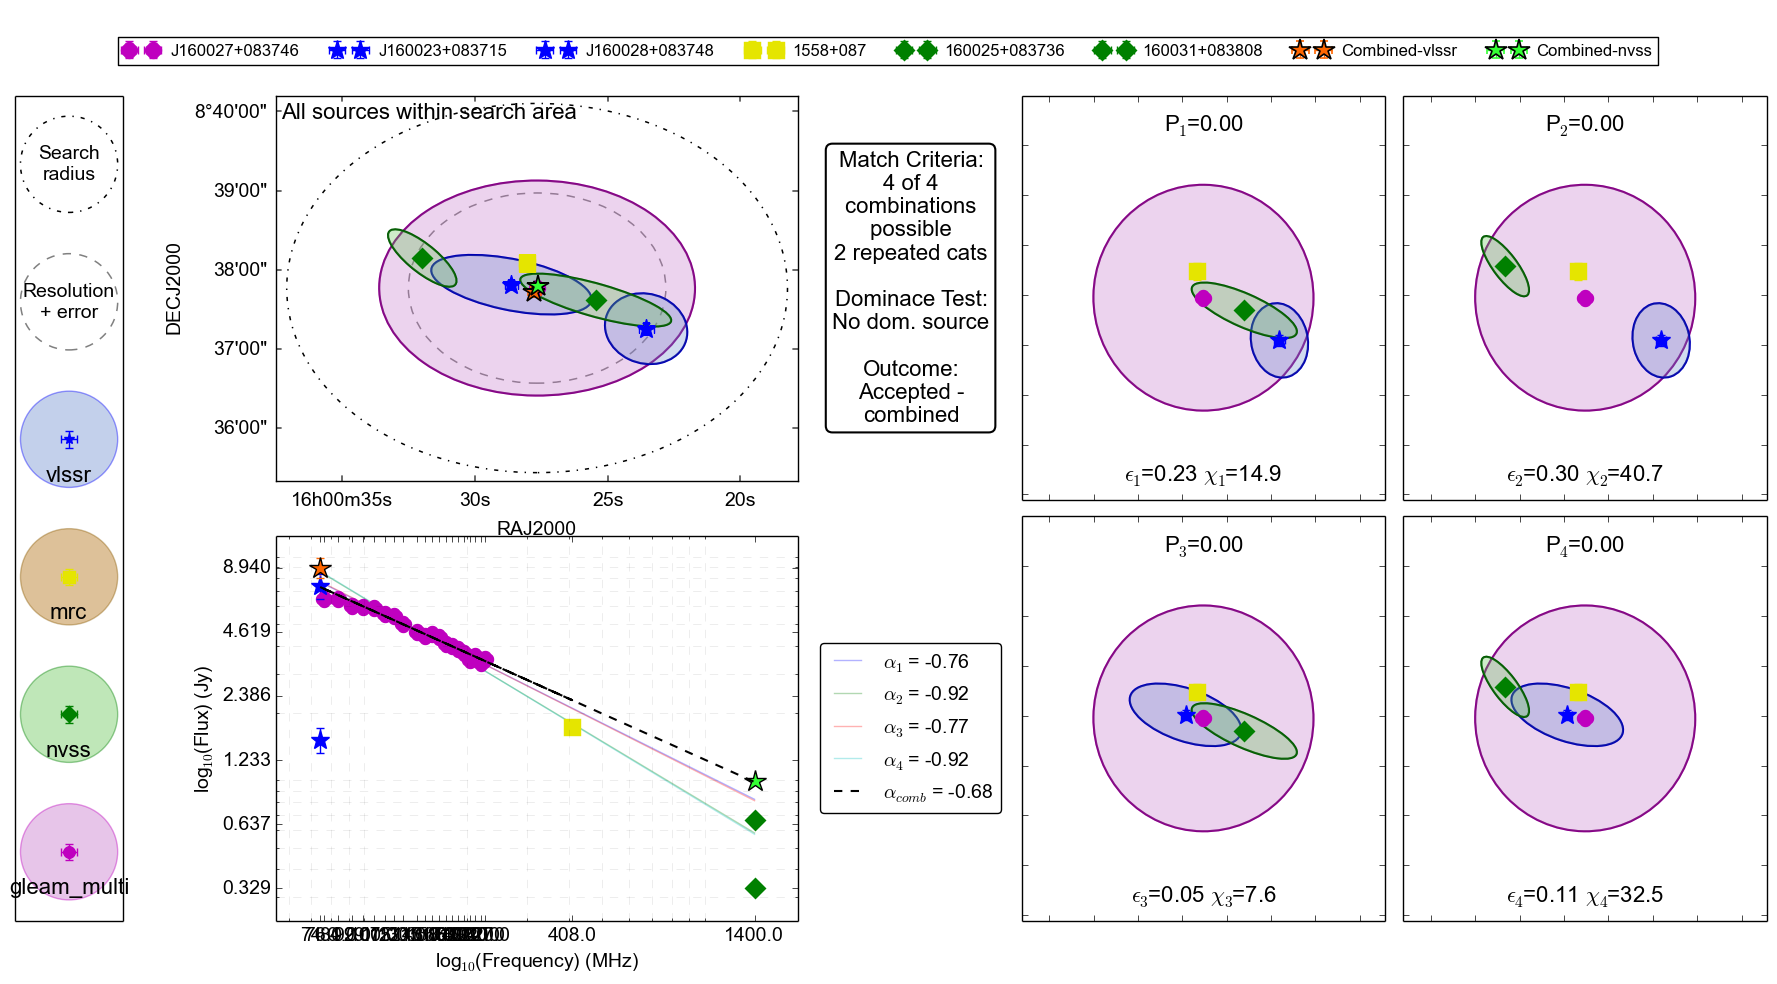 J160027+083746 J160023+083715 J160028+083748 1558+087 160025+083736 160031+083808 Combined-vlssr Combined-nvss
Search
radius
Resolution
+ error
vlssr
mrc
nvss
gleam_multi
All sources within search area
DECJ2000
8°40'00"
39'00"
38'00"
37'00"
36'00"
16h00m35s 30s 25s 20s
RAJ2000
Match Criteria:
4 of 4
combinations
possible
2 repeated cats
Dominace Test:
No dom. source
Outcome:
Accepted -
combined
P1=0.00
ϵ1=0.23 χ1=14.9
P2=0.00
ϵ2=0.30 χ2=40.7
log10(Flux) (Jy)
8.940
4.619
2.386
1.233
0.637
0.329
408.0 1400.0
log10(Frequency) (MHz)
α1 = -0.76
α2 = -0.92
α3 = -0.77
α4 = -0.92
αcomb = -0.68
P3=0.00
ϵ3=0.05 χ3=7.6
P4=0.00
ϵ4=0.11 χ4=32.5